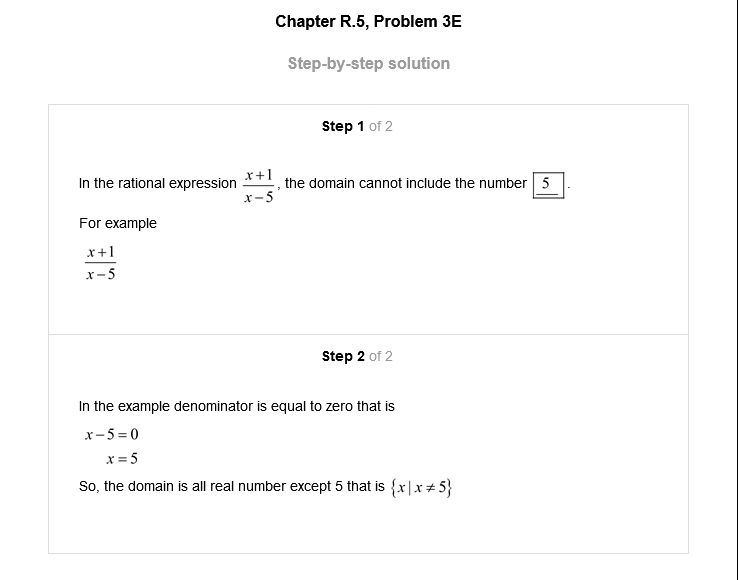 Chapter R.5, Problem 3E
Step-by-step solution
Step 1 of 2
In the rational expression \frac{x+1}{x-5}, the domain cannot include the number 5.
For example
\frac{x+1}{x-5}
Step 2 of 2
In the example denominator is equal to zero that is
x-5=0
x=5
So, the domain is all real number except 5 that is {x|x≠5}